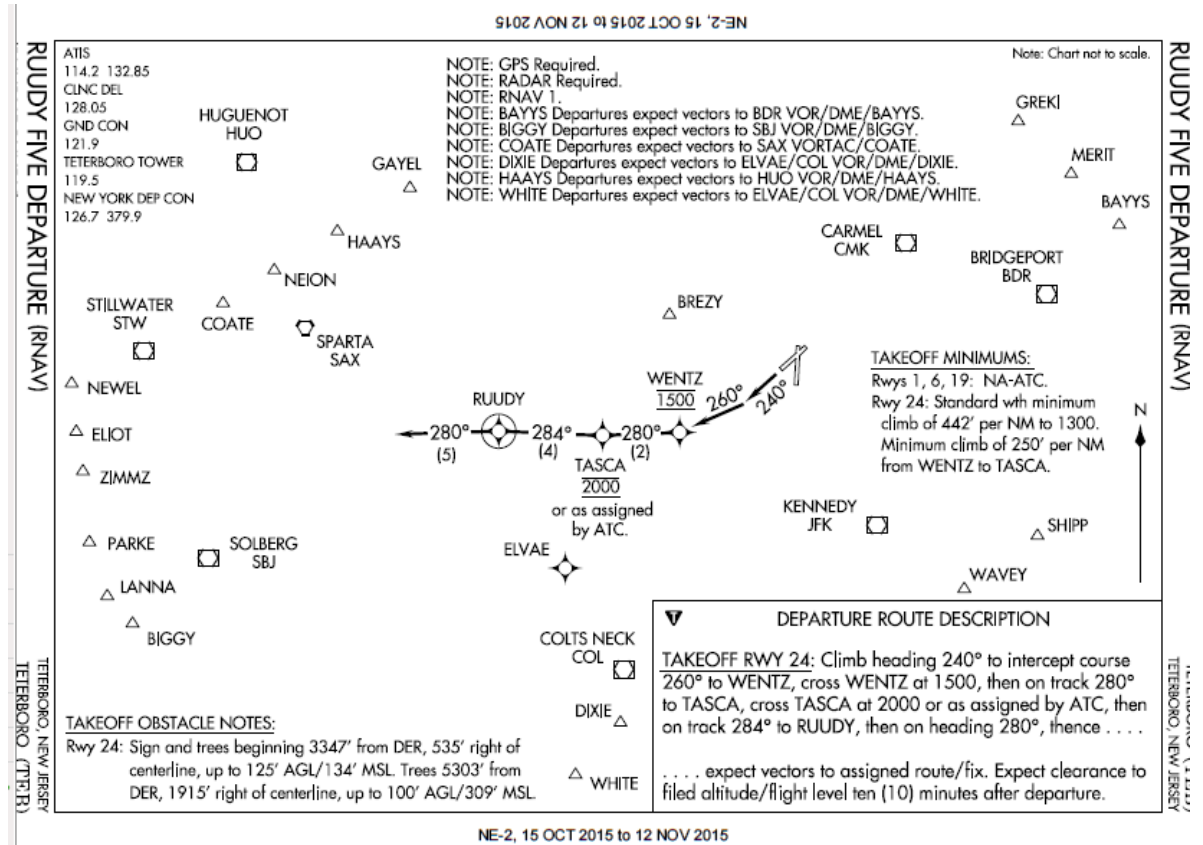 NE-2, 15 OCT 2015 to 12 NOV 2015
RUUDY FIVE DEPARTURE (RNAV)
ATIS
114.2 132.85
CLNC DEL
128.05
GND CON
121.9
TETERBORO TOWER
119.5
NEW YORK DEP CON
126.7 379.9
NOTE: GPS Required.
NOTE: RADAR Required.
NOTE: RNAV 1.
NOTE: BAYYS Departures expect vectors to BDR VOR/DME/BAYYS.
NOTE: BIGGY Departures expect vectors to SBJ VOR/DME/BIGGY.
NOTE: COATE Departures expect vectors to SAX VORTAC/COATE.
NOTE: DIXIE Departures expect vectors to ELVAE/COL VOR/DME/DIXIE.
NOTE: HAAYS Departures expect vectors to HUO VOR/DME/HAAYS.
NOTE: WHITE Departures expect vectors to ELVAE/COL VOR/DME/WHITE.
Note: Chart not to scale.
RUUDY FIVE DEPARTURE (RNAV)
HUGUENOT
HUO
GAYEL
GREKI
MERIT
BAYYS
HAAYS
CARMEL
CMK
BRIDGEPORT
BDR
NEION
STILLWATER
STW
COATE
SPARTA
SAX
BREZY
NEWEL
ELIOT
ZIMMZ
RUUDY
WENTZ
1500
260°
240°
280°
(5)
284°
(4)
280°
(2)
TASCA
2000
or as assigned
by ATC.
TAKEOFF MINIMUMS:
Rwys 1, 6, 19: NA-ATC.
Rwy 24: Standard wth minimum
climb of 442' per NM to 1300.
Minimum climb of 250' per NM
from WENTZ to TASCA.
N
KENNEDY
JFK
SHIPP
WAVEY
PARKE
SOLBERG
SBJ
LANNA
BIGGY
ELVAE
COLTS NECK
COL
DIXIE
WHITE
TAKEOFF OBSTACLE NOTES:
Rwy 24: Sign and trees beginning 3347' from DER, 535' right of
centerline, up to 125' AGL/134' MSL. Trees 5303' from
DER, 1915' right of centerline, up to 100' AGL/309' MSL.
T
DEPARTURE ROUTE DESCRIPTION
TAKEOFF RWY 24: Climb heading 240° to intercept course
260° to WENTZ, cross WENTZ at 1500, then on track 280°
to TASCA, cross TASCA at 2000 or as assigned by ATC, then
on track 284° to RUUDY, then on heading 280°, thence . . . .
. . . . expect vectors to assigned route/fix. Expect clearance to
filed altitude/flight level ten (10) minutes after departure.
TETERBORO, NEW JERSEY
TETERBORO (TEB)
TETERBORO, NEW JERSEY
NE-2, 15 OCT 2015 to 12 NOV 2015